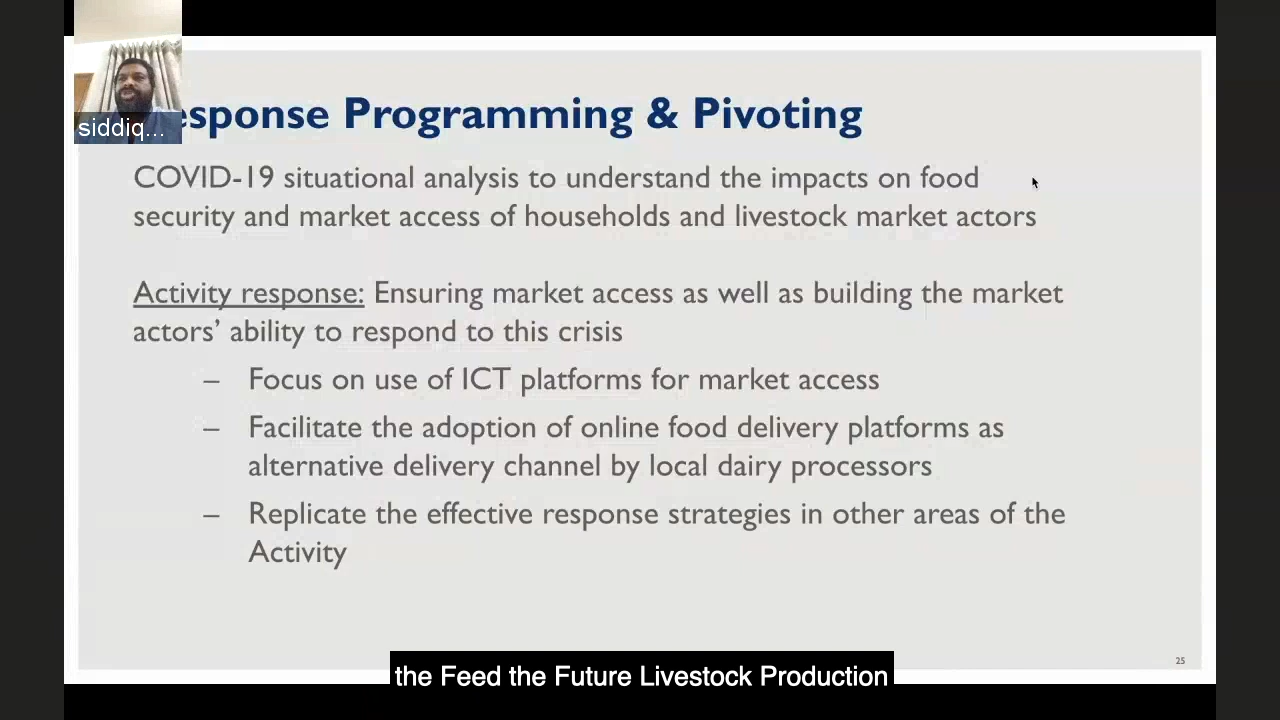 siddiq...
esponse Programming & Pivoting
COVID-19 situational analysis to understand the impacts on food
security and market access of households and livestock market actors
Activity response: Ensuring market access as well as building the market
actors’ ability to respond to this crisis
– Focus on use of ICT platforms for market access
– Facilitate the adoption of online food delivery platforms as
alternative delivery channel by local dairy processors
– Replicate the effective response strategies in other areas of the
Activity
25
the Feed the Future Livestock Production